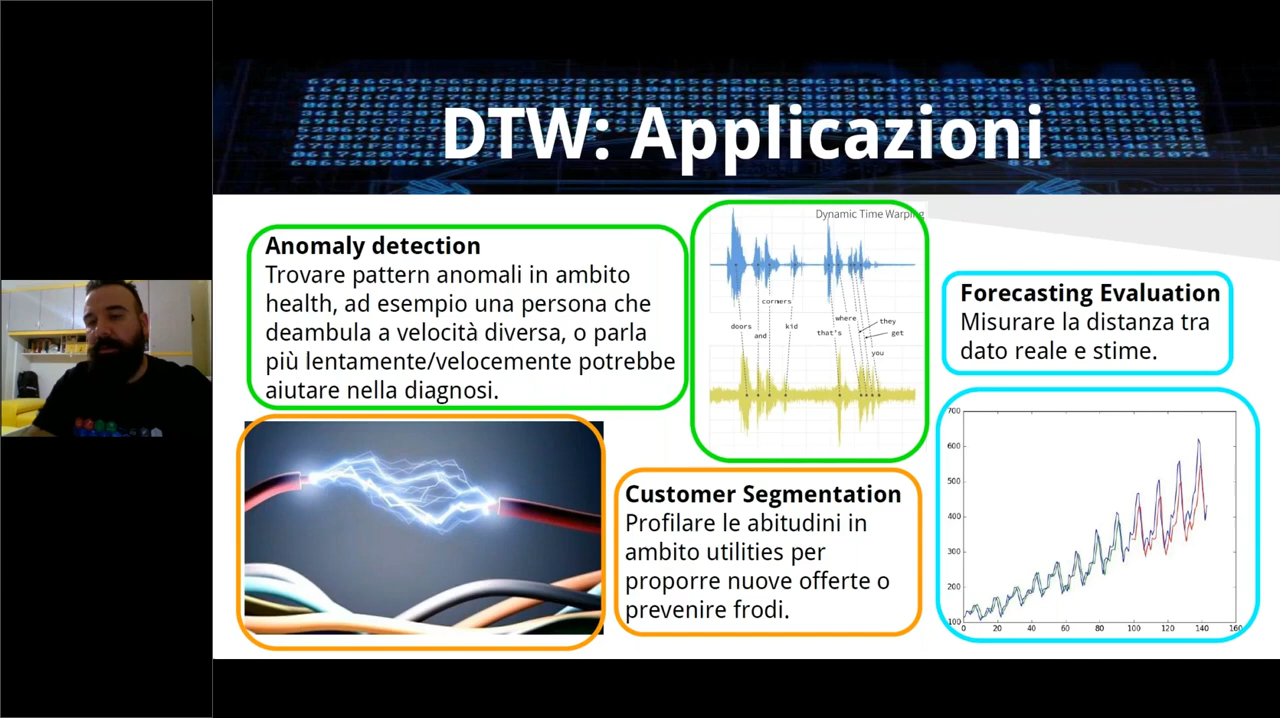 DTW: Applicazioni
Anomaly detection
Trovare pattern anomali in ambito
health, ad esempio una persona che
deambula a velocità diversa, o parla
più lentamente/velocemente potrebbe
aiutare nella diagnosi.
Dynamic Time Warping
corners
doors
and
kid
where
that's
they
get
you
Forecasting Evaluation
Misurare la distanza tra
dato reale e stime.
Customer Segmentation
Profilare le abitudini in
ambito utilities per
proporre nuove offerte o
prevenire frodi.
700
600
500
400
300
200
100
0 20 40 60 80 100 120 140 160